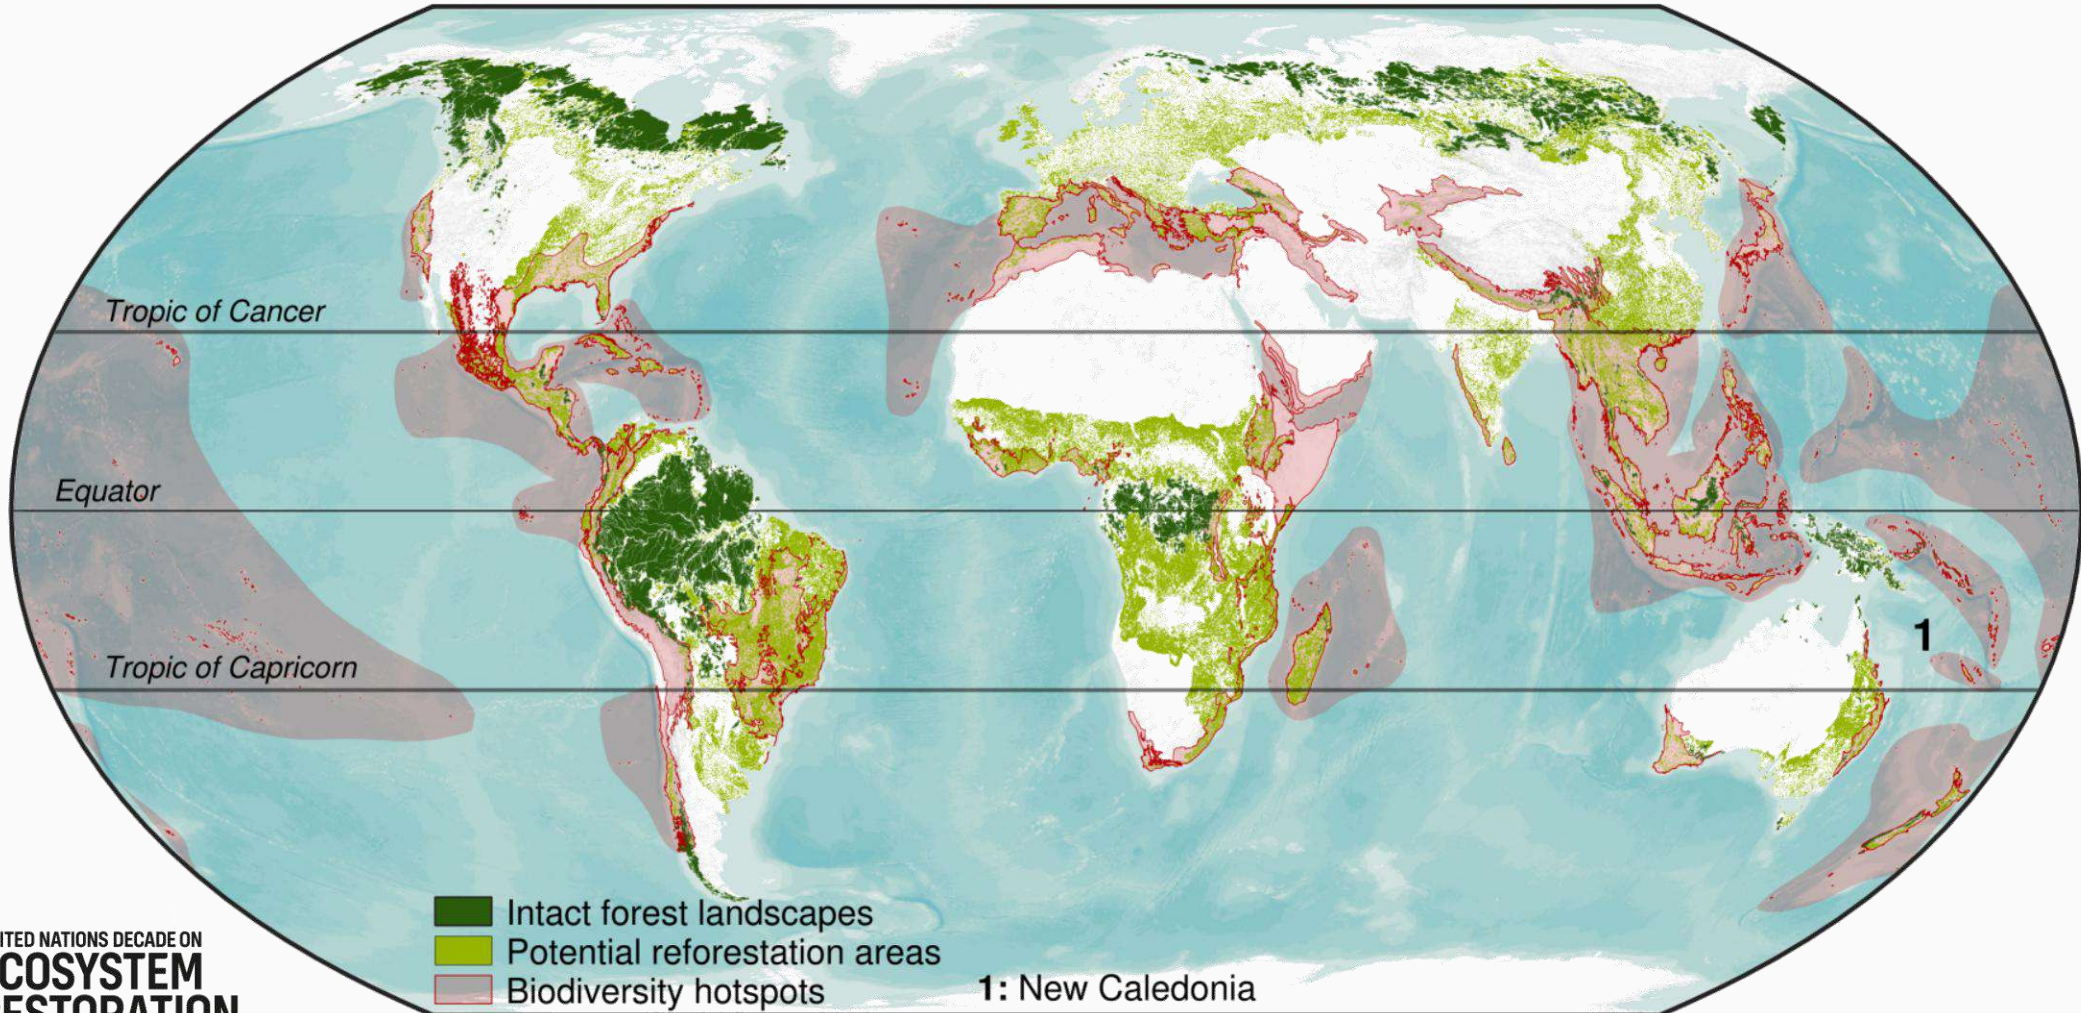 Tropic of Cancer
Equator
1
Tropic of Capricorn
Intact forest landscapes
Potential reforestation areas
Biodiversity hotspots
1: New Caledonia
ITED NATIONS DECADE ON
COSYSTEM
ESTORATION